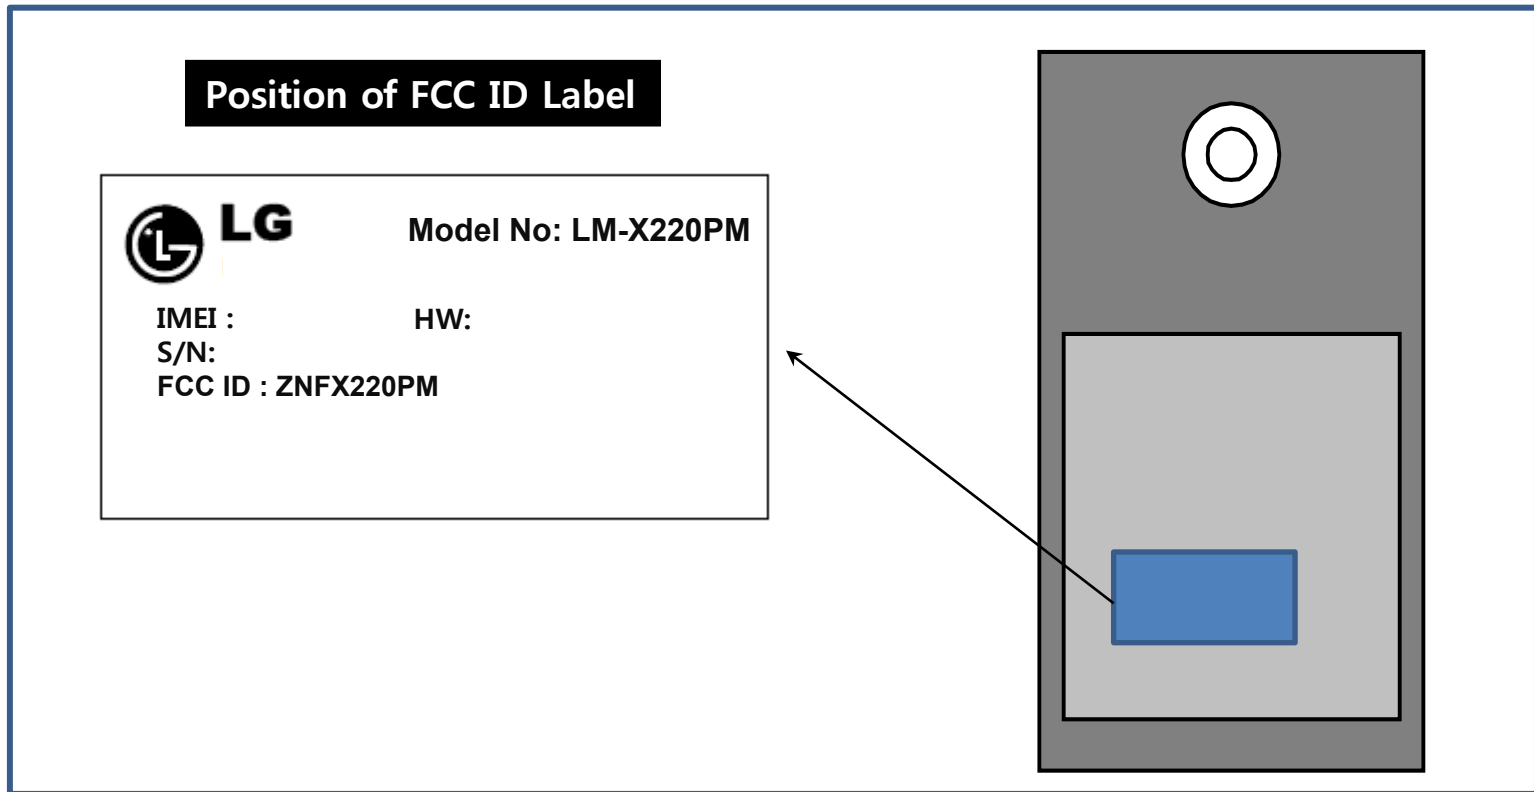 Position of FCC ID Label
LG
Model No: LM-X220PM
IMEI :
HW:
S/N:
FCC ID : ZNFX220PM